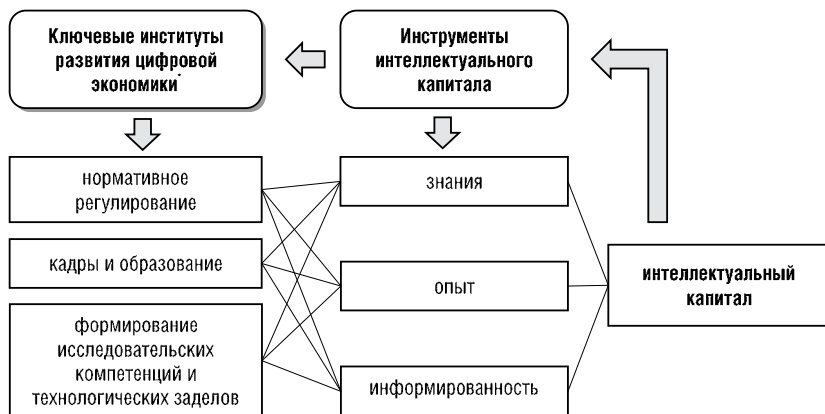 Ключевые институты
развития цифровой
экономики*
Инструменты
интеллектуального
капитала
нормативное
регулирование
знания
кадры и образование
опыт
интеллектуальный
капитал
формирование
исследовательских
компетенций и
технологических заделов
информированность